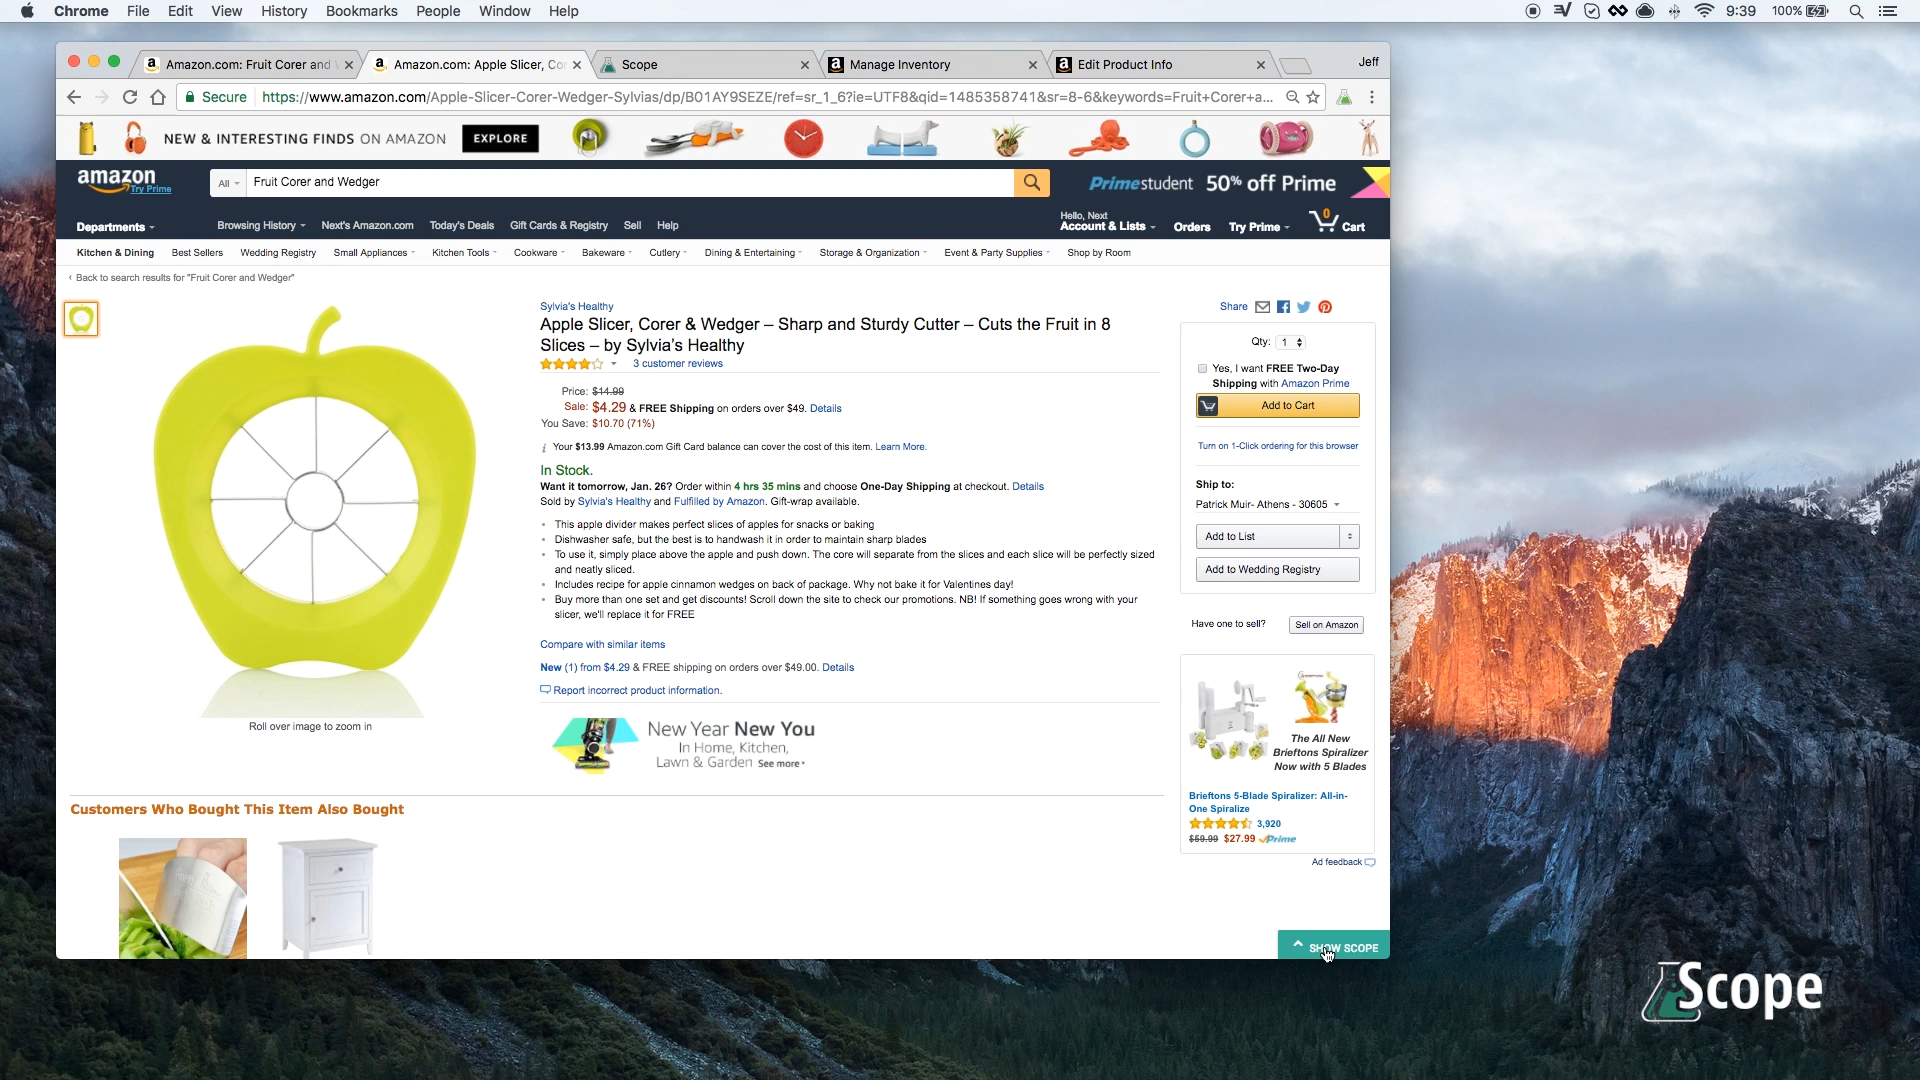 Chrome File Edit View History Bookmarks People Window Help 9:39 100%
Amazon.com: Fruit Corer and
Amazon.com: Apple Slicer, Co
Scope
Manage Inventory
Edit Product Info
Jeff
Secure https://www.amazon.com/Apple-Slicer-Corer-Wedger-Sylvias/dp/B01AY9SEZE/ref=sr_1_6?ie=UTF8&qid=1485358741&sr=8-6&keywords=Fruit+Corer+a...
NEW & INTERESTING FINDS ON AMAZON EXPLORE
amazon Try Prime
All Fruit Corer and Wedger
Prime student 50% off Prime
Departments Browsing History Next's Amazon.com Today's Deals Gift Cards & Registry Sell Help
Hello, Next
Account & Lists Orders Try Prime 0 Cart
Kitchen & Dining Best Sellers Wedding Registry Small Appliances Kitchen Tools Cookware Bakeware Cutlery Dining & Entertaining Storage & Organization Event & Party Supplies Shop by Room
‹ Back to search results for "Fruit Corer and Wedger"
Sylvia's Healthy
Apple Slicer, Corer & Wedger – Sharp and Sturdy Cutter – Cuts the Fruit in 8
Slices – by Sylvia's Healthy
3 customer reviews
Price: $14.99
Sale: $4.29 & FREE Shipping on orders over $49. Details
You Save: $10.70 (71%)
Your $13.99 Amazon.com Gift Card balance can cover the cost of this item. Learn More.
In Stock.
Want it tomorrow, Jan. 26? Order within 4 hrs 35 mins and choose One-Day Shipping at checkout. Details
Sold by Sylvia's Healthy and Fulfilled by Amazon. Gift-wrap available.
• This apple divider makes perfect slices of apples for snacks or baking
• Dishwasher safe, but the best is to handwash it in order to maintain sharp blades
• To use it, simply place above the apple and push down. The core will separate from the slices and each slice will be perfectly sized
and neatly sliced.
• Includes recipe for apple cinnamon wedges on back of package. Why not bake it for Valentines day!
• Buy more than one set and get discounts! Scroll down the site to check our promotions. NB! If something goes wrong with your
slicer, we'll replace it for FREE
Compare with similar items
New (1) from $4.29 & FREE shipping on orders over $49.00. Details
Report incorrect product information.
Roll over image to zoom in
New Year New You
In Home, Kitchen,
Lawn & Garden See more
Share
Qty: 1
Yes, I want FREE Two-Day
Shipping with Amazon Prime
Add to Cart
Turn on 1-Click ordering for this browser
Ship to:
Patrick Muir- Athens - 30605
Add to List
Add to Wedding Registry
Have one to sell? Sell on Amazon
The All New
Brieftons Spiralizer
Now with 5 Blades
Brieftons 5-Blade Spiralizer: All-in-
One Spiralize
3,920
$59.99 $27.99 Prime
Ad feedback
Customers Who Bought This Item Also Bought
SHOW SCOPE
Scope